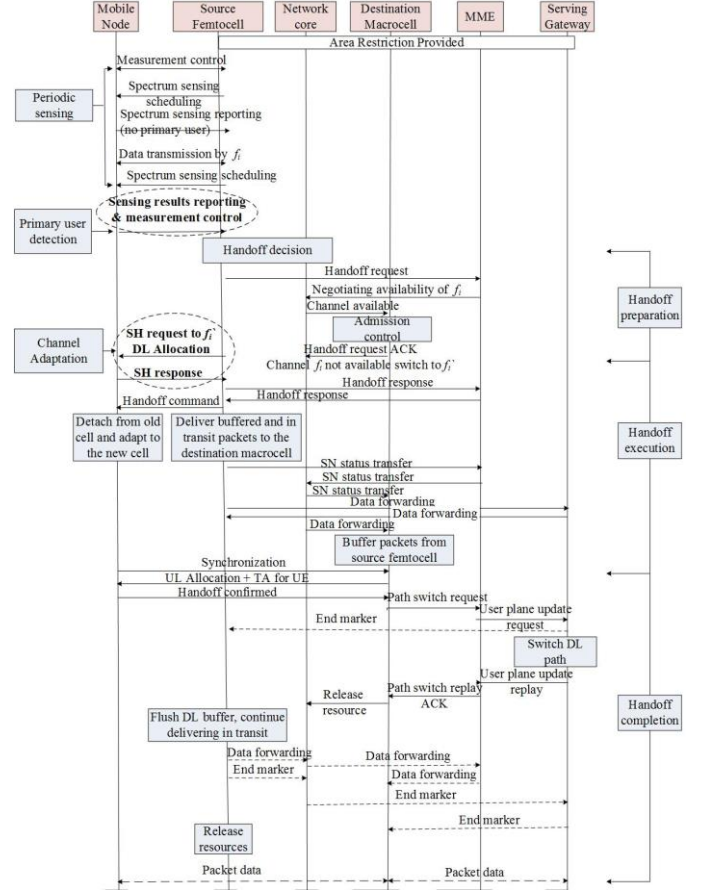 Mobile
Node
Source
Femtocell
Network
core
Destination
Macrocell
MME
Serving
Gateway
Area Restriction Provided
Measurement control
Periodic
sensing
Spectrum sensing
scheduling
Spectrum sensing reporting
(no primary user)
Data transmission by fi
Spectrum sensing scheduling
Sensing results reporting
& measurement control
Primary user
detection
Handoff decision
Handoff request
Negotiating availability of fi
Channel available
Handoff
preparation
Admission
control
Channel
Adaptation
SH request to fi'
DL Allocation
Handoff request ACK
Channel fi not available switch to fi'
SH response
Handoff response
Handoff response
Handoff command
Detach from old
cell and adapt to
the new cell
Deliver buffered and in
transit packets to the
destination macrocell
Handoff
execution
SN status transfer
SN status transfer
SN status transfer
Data forwarding
Data forwarding
Data forwarding
Buffer packets from
source femtocell
Synchronization
UL Allocation + TA for UE
Handoff confirmed
Path switch request
User plane update
request
End marker
Switch DL
path
User plane update
replay
Path switch replay
ACK
Release
resource
Handoff
completion
Flush DL buffer, continue
delivering in transit
Data forwarding
Data forwarding
End marker
Data forwarding
End marker
End marker
Release
resources
Packet data
Packet data